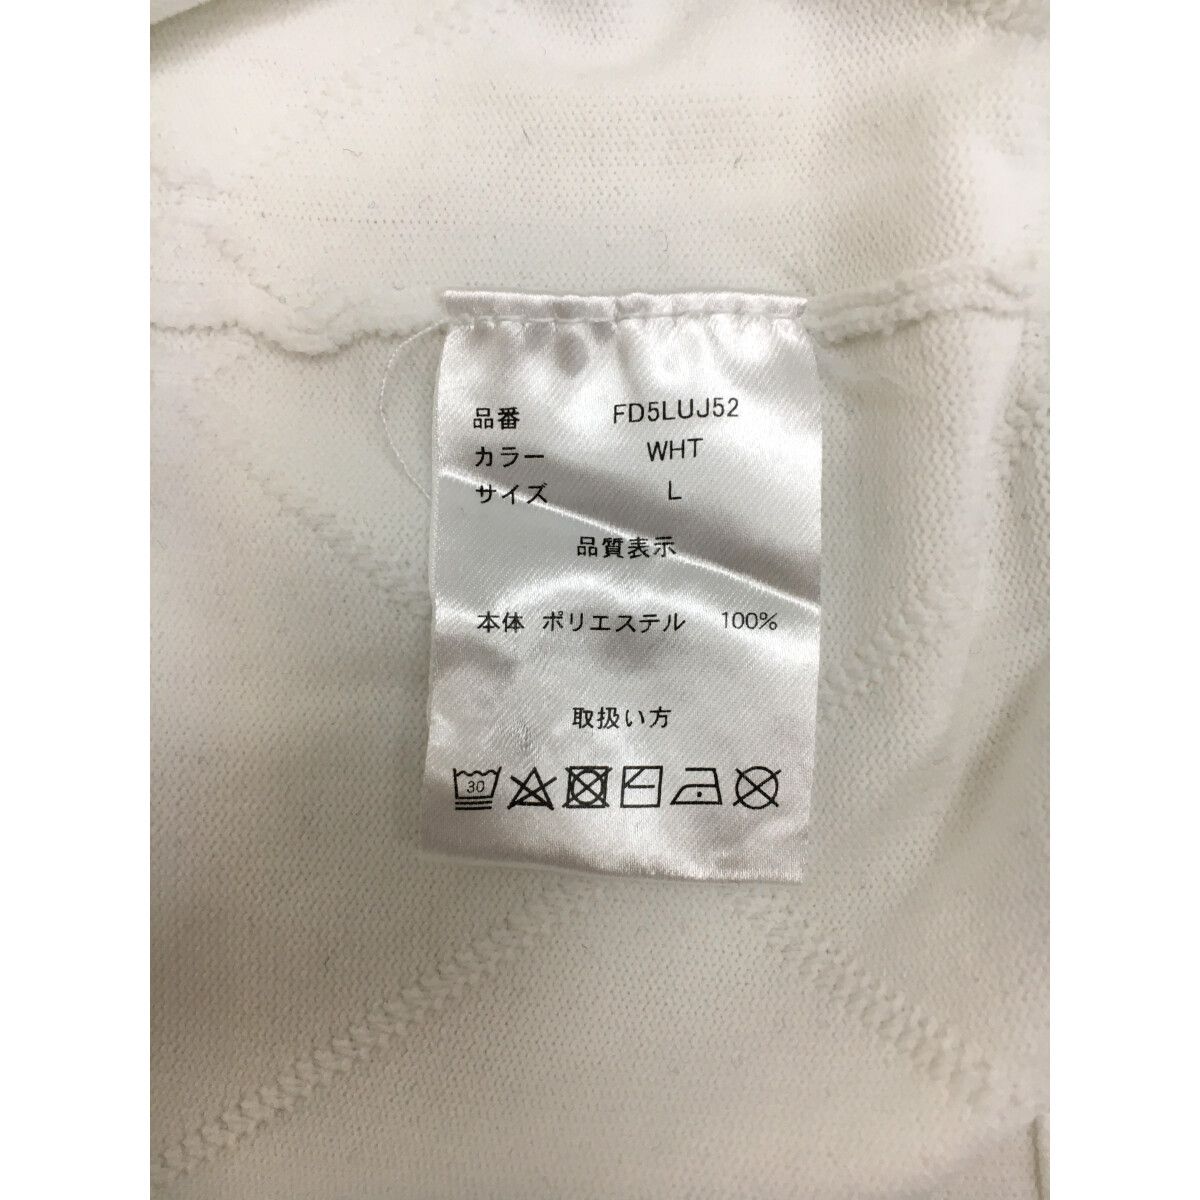 品番 FD5LUJ52
カラー WHT
サイズ L
品質表示
本体 ポリエステル 100%
取扱い方
30